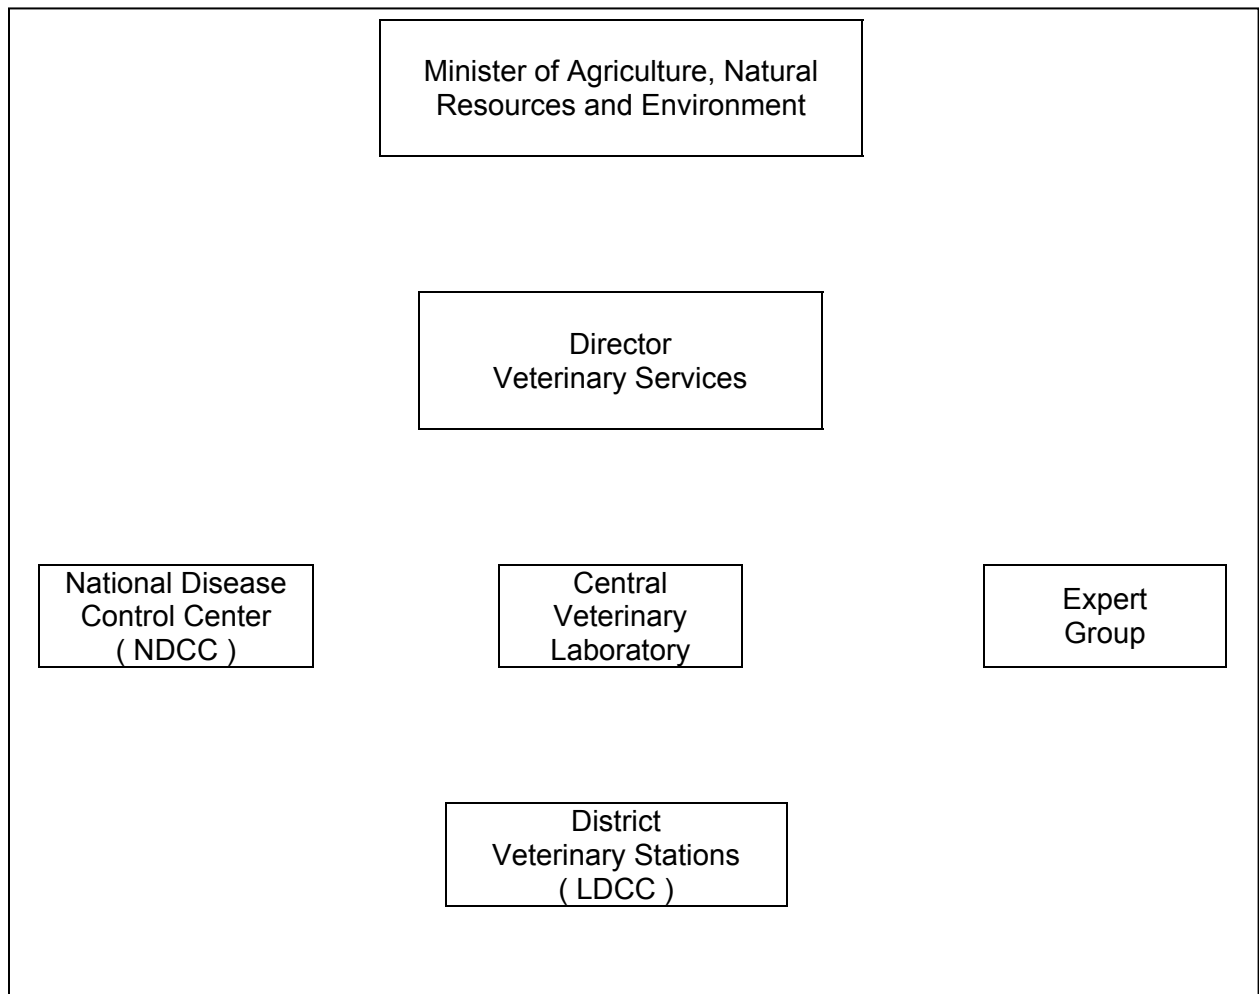 Minister of Agriculture, Natural
Resources and Environment
Director
Veterinary Services
National Disease
Control Center
( NDCC )
Central
Veterinary
Laboratory
Expert
Group
District
Veterinary Stations
( LDCC )